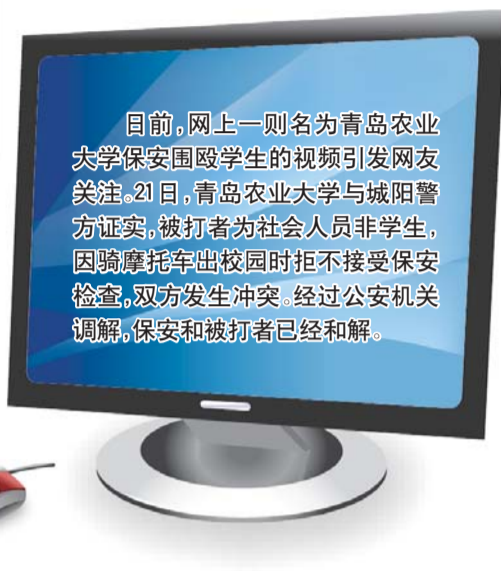 日前,网上一则名为青岛农业
大学保安围殴学生的视频引发网友
关注。21日,青岛农业大学与城阳警
方证实,被打者为社会人员非学生,
因骑摩托车出校园时拒不接受保安
检查,双方发生冲突。经过公安机关
调解,保安和被打者已经和解。